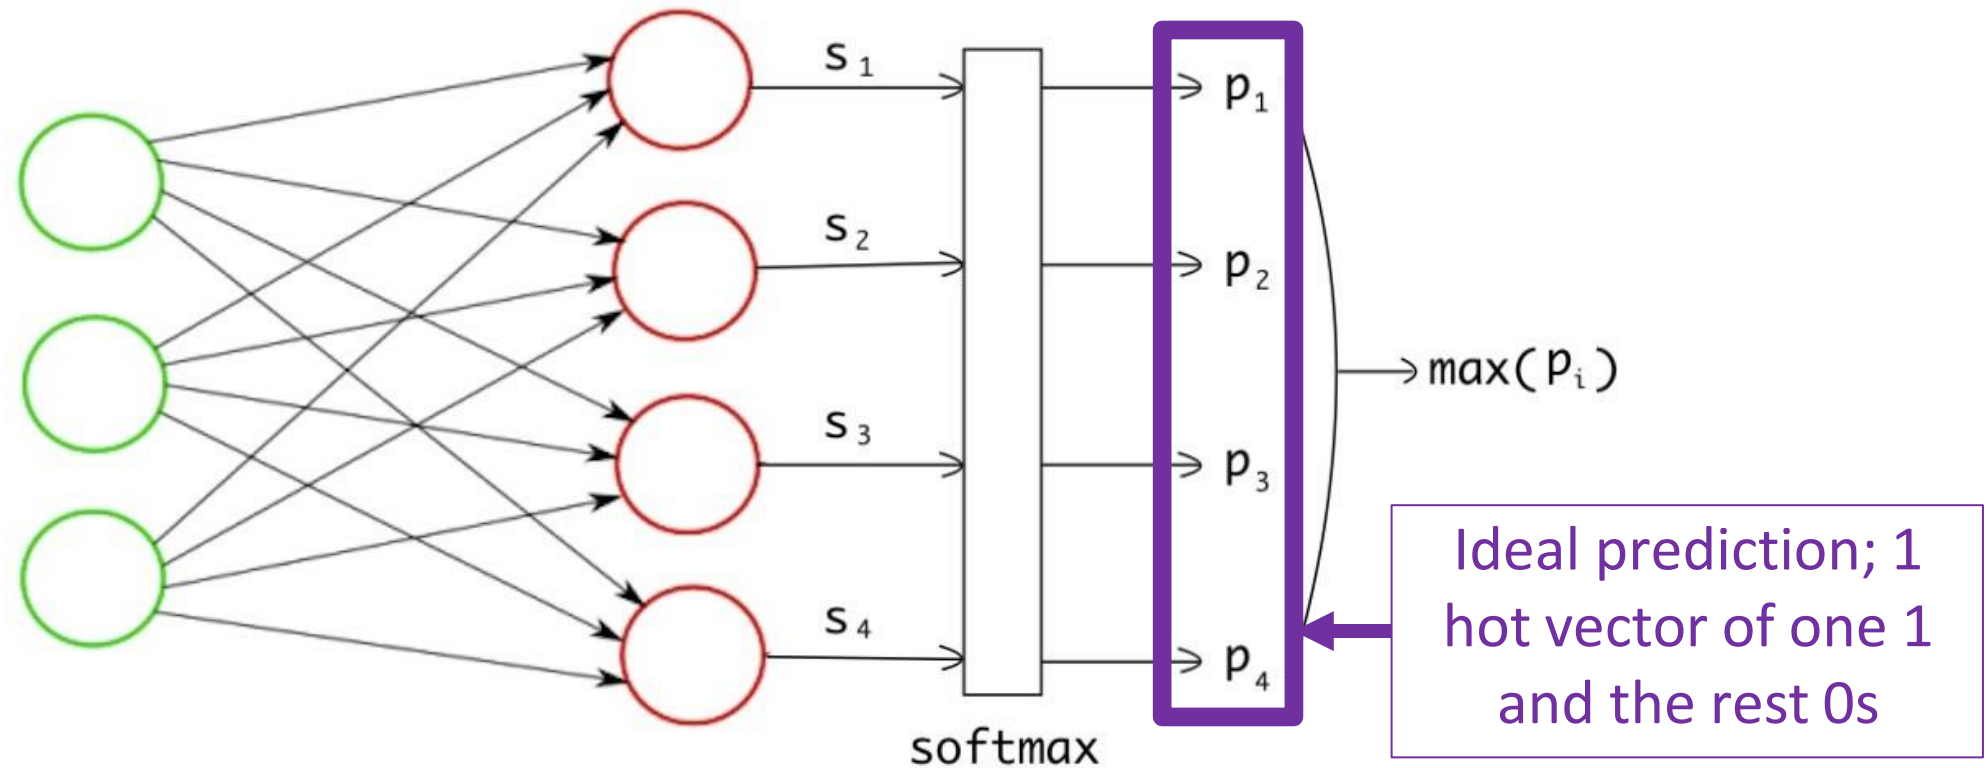 s1
p1
s2
p2
max(pi)
s3
p3
Ideal prediction; 1
hot vector of one 1
and the rest 0s
s4
p4
softmax